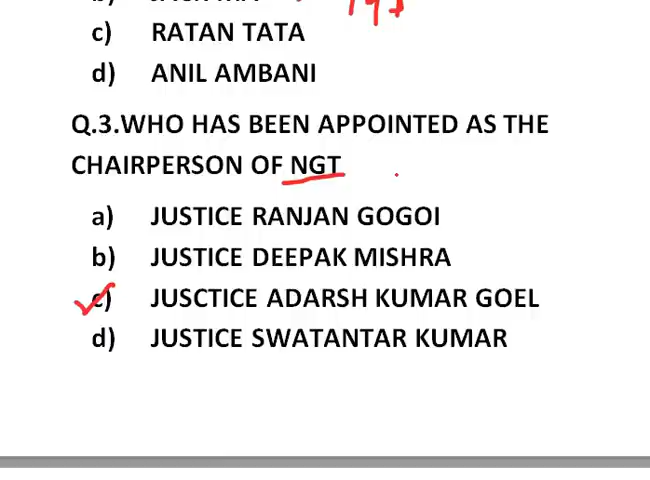 c) RATAN TATA
d) ANIL AMBANI
Q.3.WHO HAS BEEN APPOINTED AS THE
CHAIRPERSON OF NGT
a) JUSTICE RANJAN GOGOI
b) JUSTICE DEEPAK MISHRA
c) JUSCTICE ADARSH KUMAR GOEL
d) JUSTICE SWATANTAR KUMAR